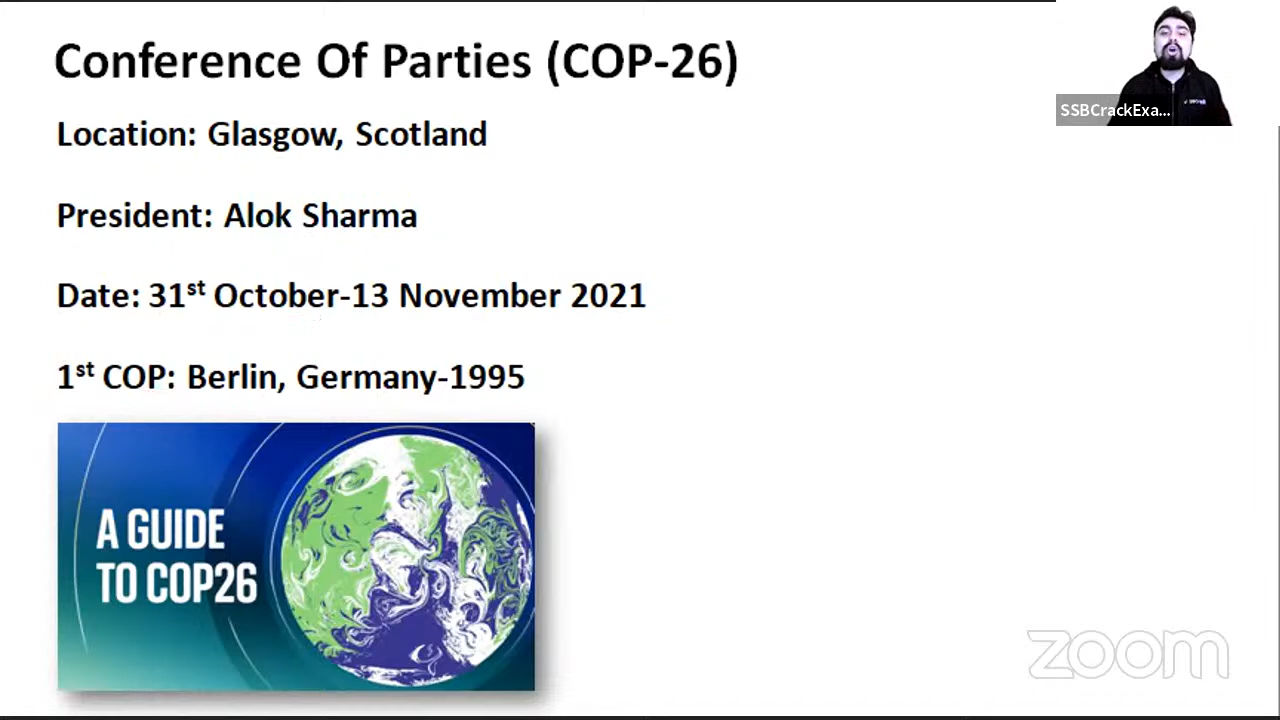 Conference Of Parties (COP-26)
Location: Glasgow, Scotland
President: Alok Sharma
Date: 31st October-13 November 2021
1st COP: Berlin, Germany-1995
A GUIDE
TO COP26
SSBCrackExa...
zoom